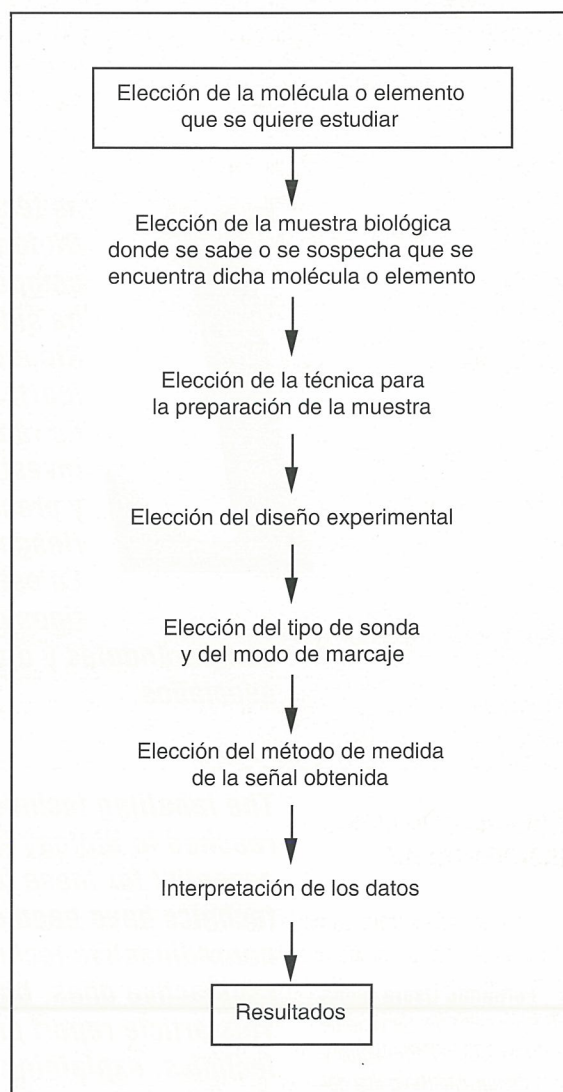 Elección de la molécula o elemento
que se quiere estudiar
Elección de la muestra biológica
donde se sabe o se sospecha que se
encuentra dicha molécula o elemento
Elección de la técnica para
la preparación de la muestra
Elección del diseño experimental
Elección del tipo de sonda
y del modo de marcaje
Elección del método de medida
de la señal obtenida
Interpretación de los datos
Resultados